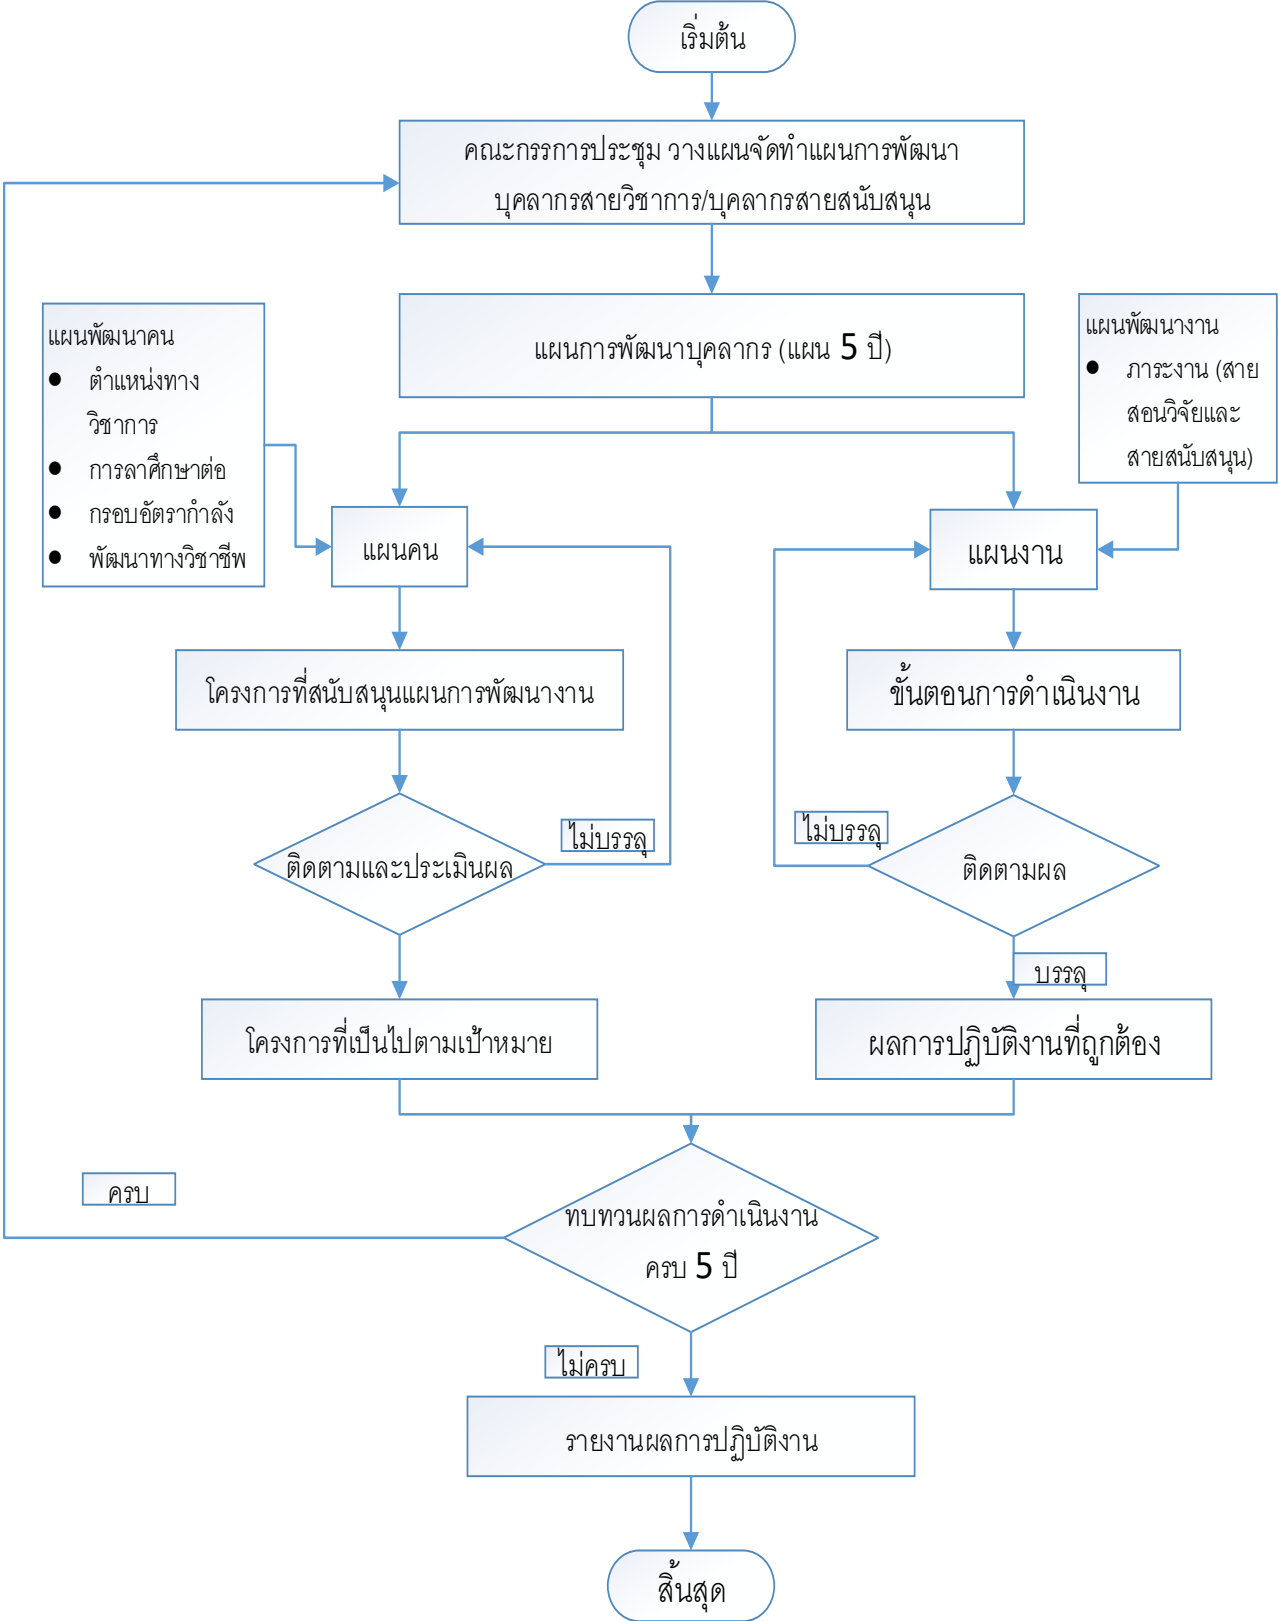 เริ่มต้น
คณะกรรการประชุม วางแผนจัดทำแผนการพัฒนา
บุคลากรสายวิชาการ/บุคลากรสายสนับสนุน
แผนการพัฒนาบุคลากร (แผน 5 ปี)
แผนพัฒนาคน
● ตำแหน่งทาง
วิชาการ
● การลาศึกษาต่อ
● กรอบอัตรากำลัง
● พัฒนาทางวิชาชีพ
แผนพัฒนางาน
● ภาระงาน (สาย
สอนวิจัยและ
สายสนับสนุน)
แผนคน
แผนงาน
โครงการที่สนับสนุนแผนการพัฒนางาน
ขั้นตอนการดำเนินงาน
ไม่บรรลุ
ไม่บรรลุ
ติดตามและประเมินผล
ติดตามผล
บรรลุ
โครงการที่เป็นไปตามเป้าหมาย
ผลการปฏิบัติงานที่ถูกต้อง
ครบ
ทบทวนผลการดำเนินงาน
ครบ 5 ปี
ไม่ครบ
รายงานผลการปฏิบัติงาน
สิ้นสุด